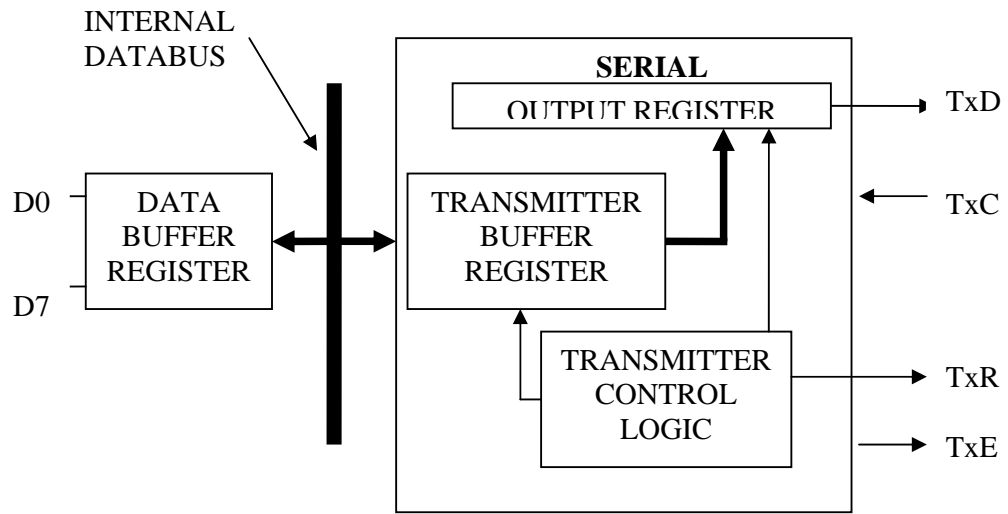 INTERNAL
DATABUS
SERIAL
OUTPUT REGISTER
TxD
D0
D7
DATA
BUFFER
REGISTER
TRANSMITTER
BUFFER
REGISTER
TxC
TRANSMITTER
CONTROL
LOGIC
TxR
TxE